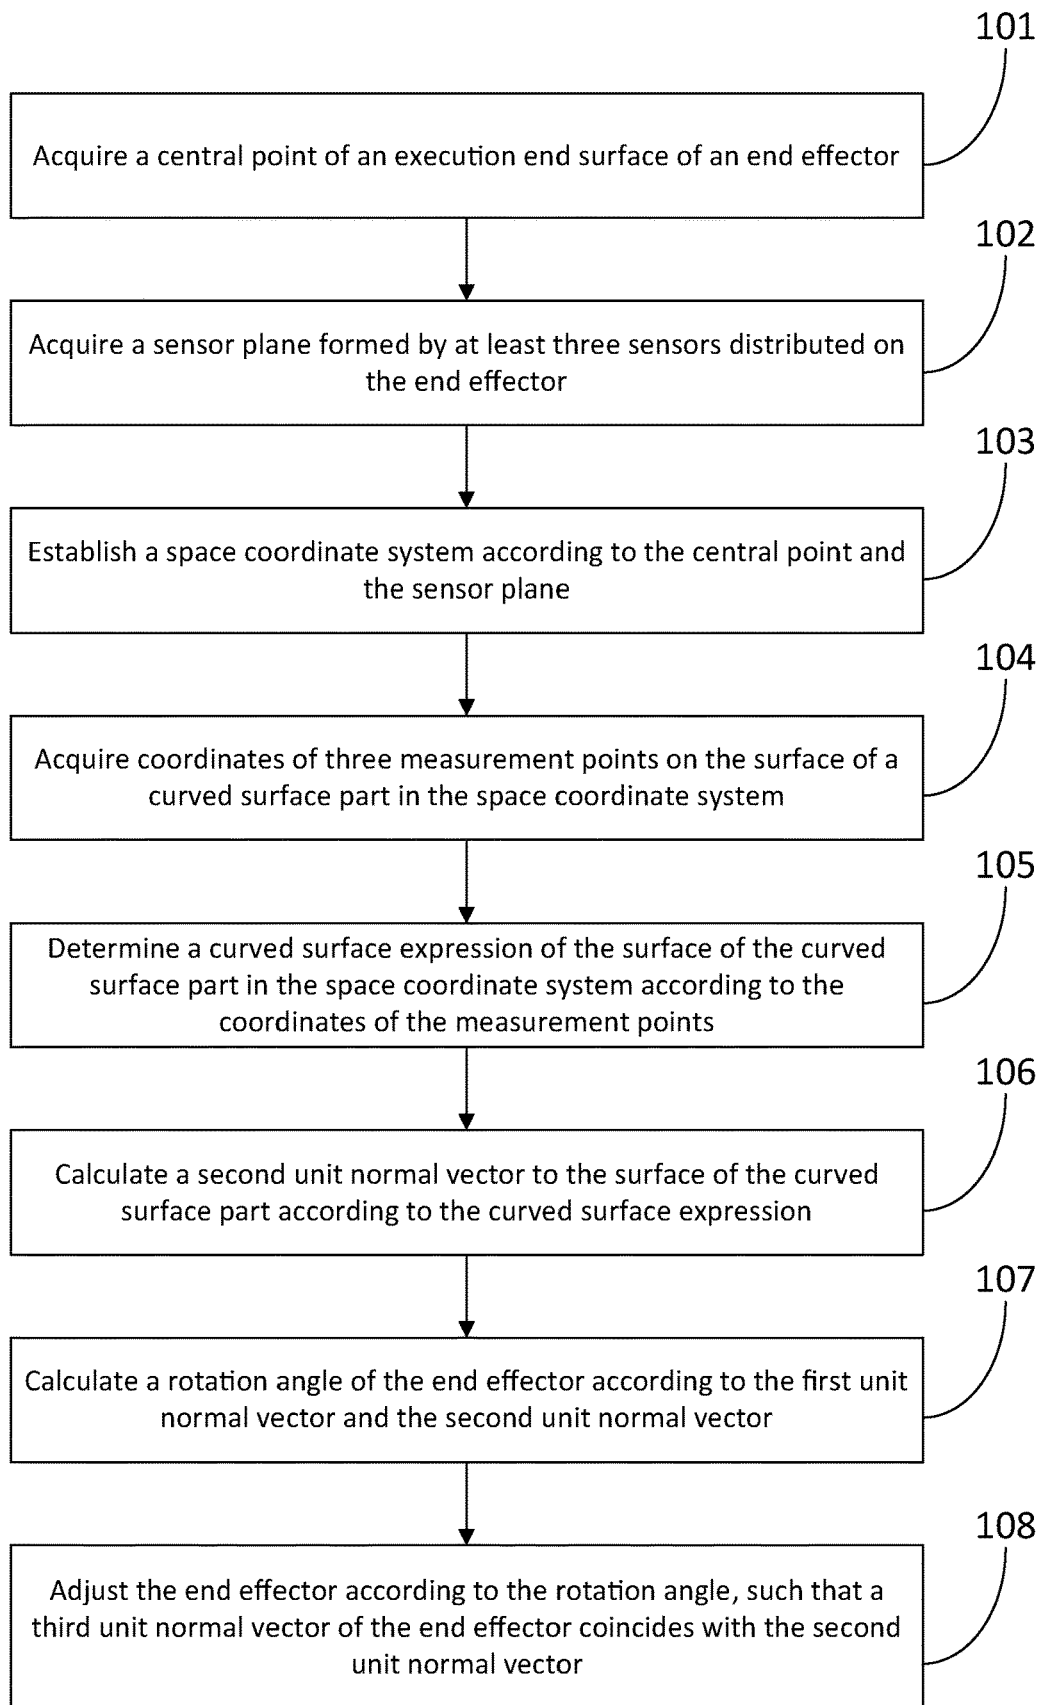 101
Acquire a central point of an execution end surface of an end effector
102
Acquire a sensor plane formed by at least three sensors distributed on
the end effector
103
Establish a space coordinate system according to the central point and
the sensor plane
104
Acquire coordinates of three measurement points on the surface of a
curved surface part in the space coordinate system
105
Determine a curved surface expression of the surface of the curved
surface part in the space coordinate system according to the
coordinates of the measurement points
106
Calculate a second unit normal vector to the surface of the curved
surface part according to the curved surface expression
107
Calculate a rotation angle of the end effector according to the first unit
normal vector and the second unit normal vector
108
Adjust the end effector according to the rotation angle, such that a
third unit normal vector of the end effector coincides with the second
unit normal vector